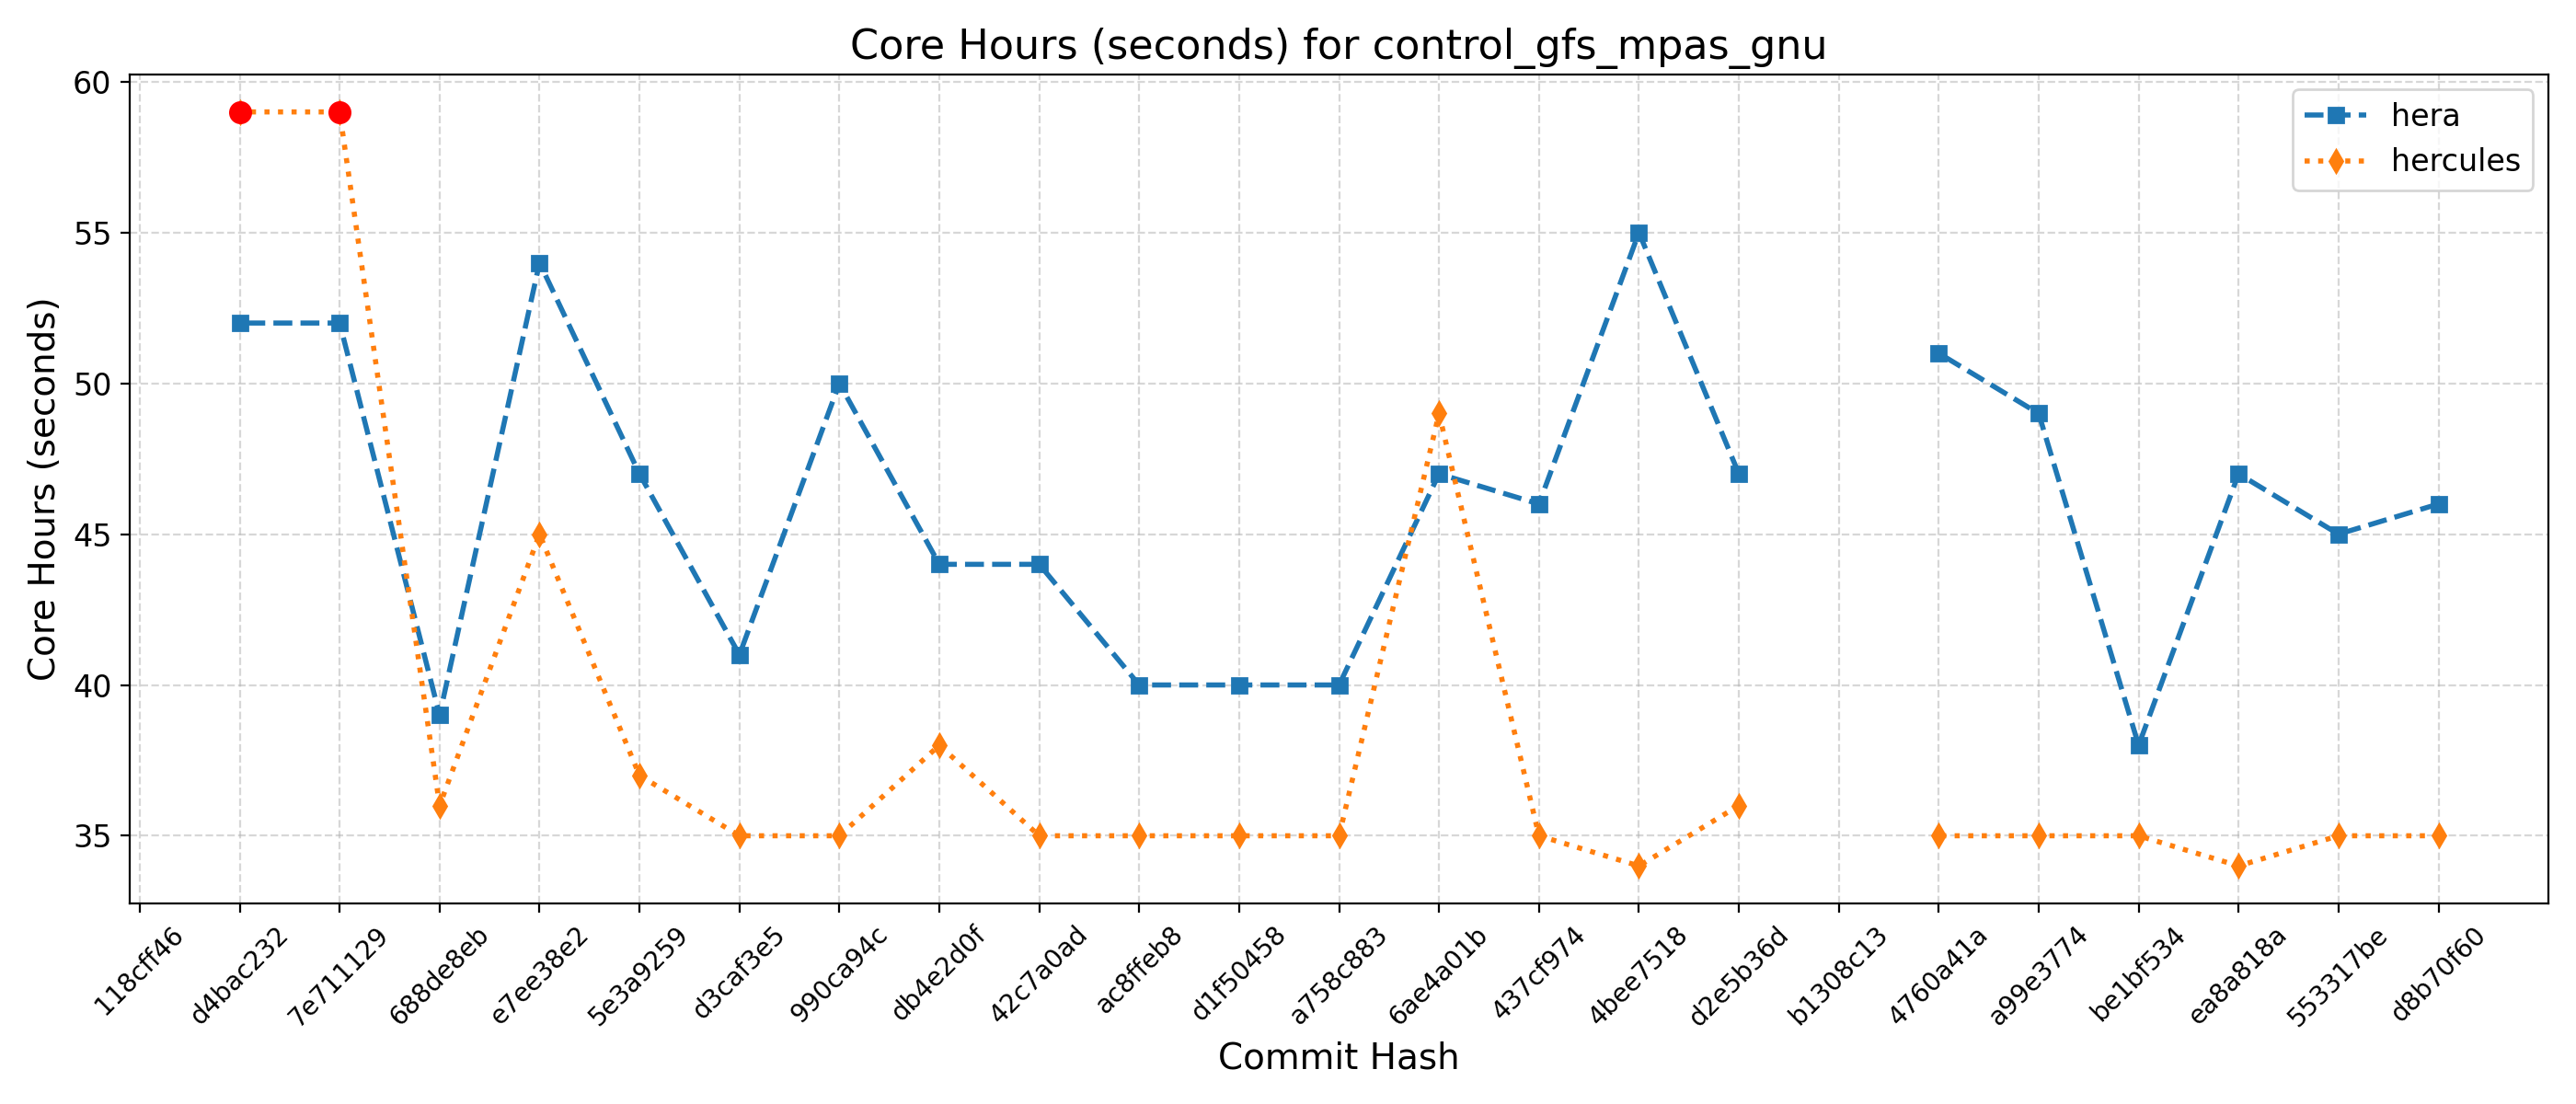 Core Hours (seconds) for control_gfs_mpas_gnu
60
55
50
45
40
35
Core Hours (seconds)
hera
hercules
118cff46
d4bac232
7e711129
688de8eb
e7ee38e2
5e3a9259
d3caf3e5
990ca94c
db4e2d0f
42c7a0ad
ac8ffeb8
d1f50458
a758c883
6ae4a01b
437cf974
4bee7518
d2e5b36d
b1308c13
4760a41a
a99e3774
be1bf534
ea8a818a
553317be
d8b70f60
Commit Hash